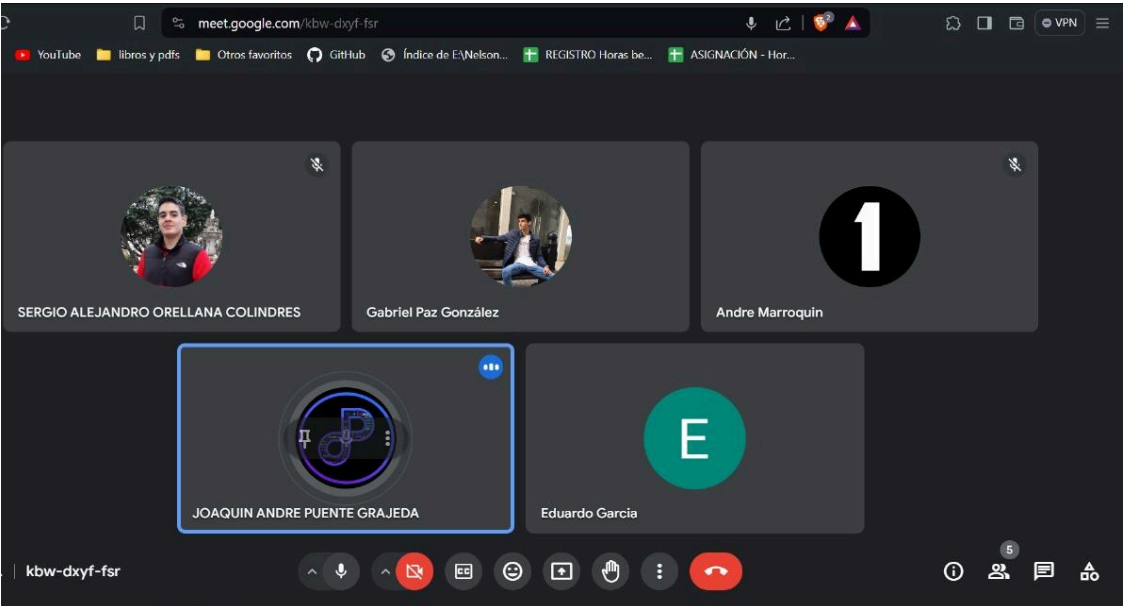 meet.google.com/kbw-dxyf-fsr
2
VPN
YouTube libros y pdfs Otros favoritos GitHub Índice de E:\Nelson... REGISTRO Horas be... ASIGNACIÓN - Hor...
1
SERGIO ALEJANDRO ORELLANA COLINDRES Gabriel Paz González Andre Marroquin
E
JOAQUIN ANDRE PUENTE GRAJEDA Eduardo Garcia
5
kbw-dxyf-fsr
CC